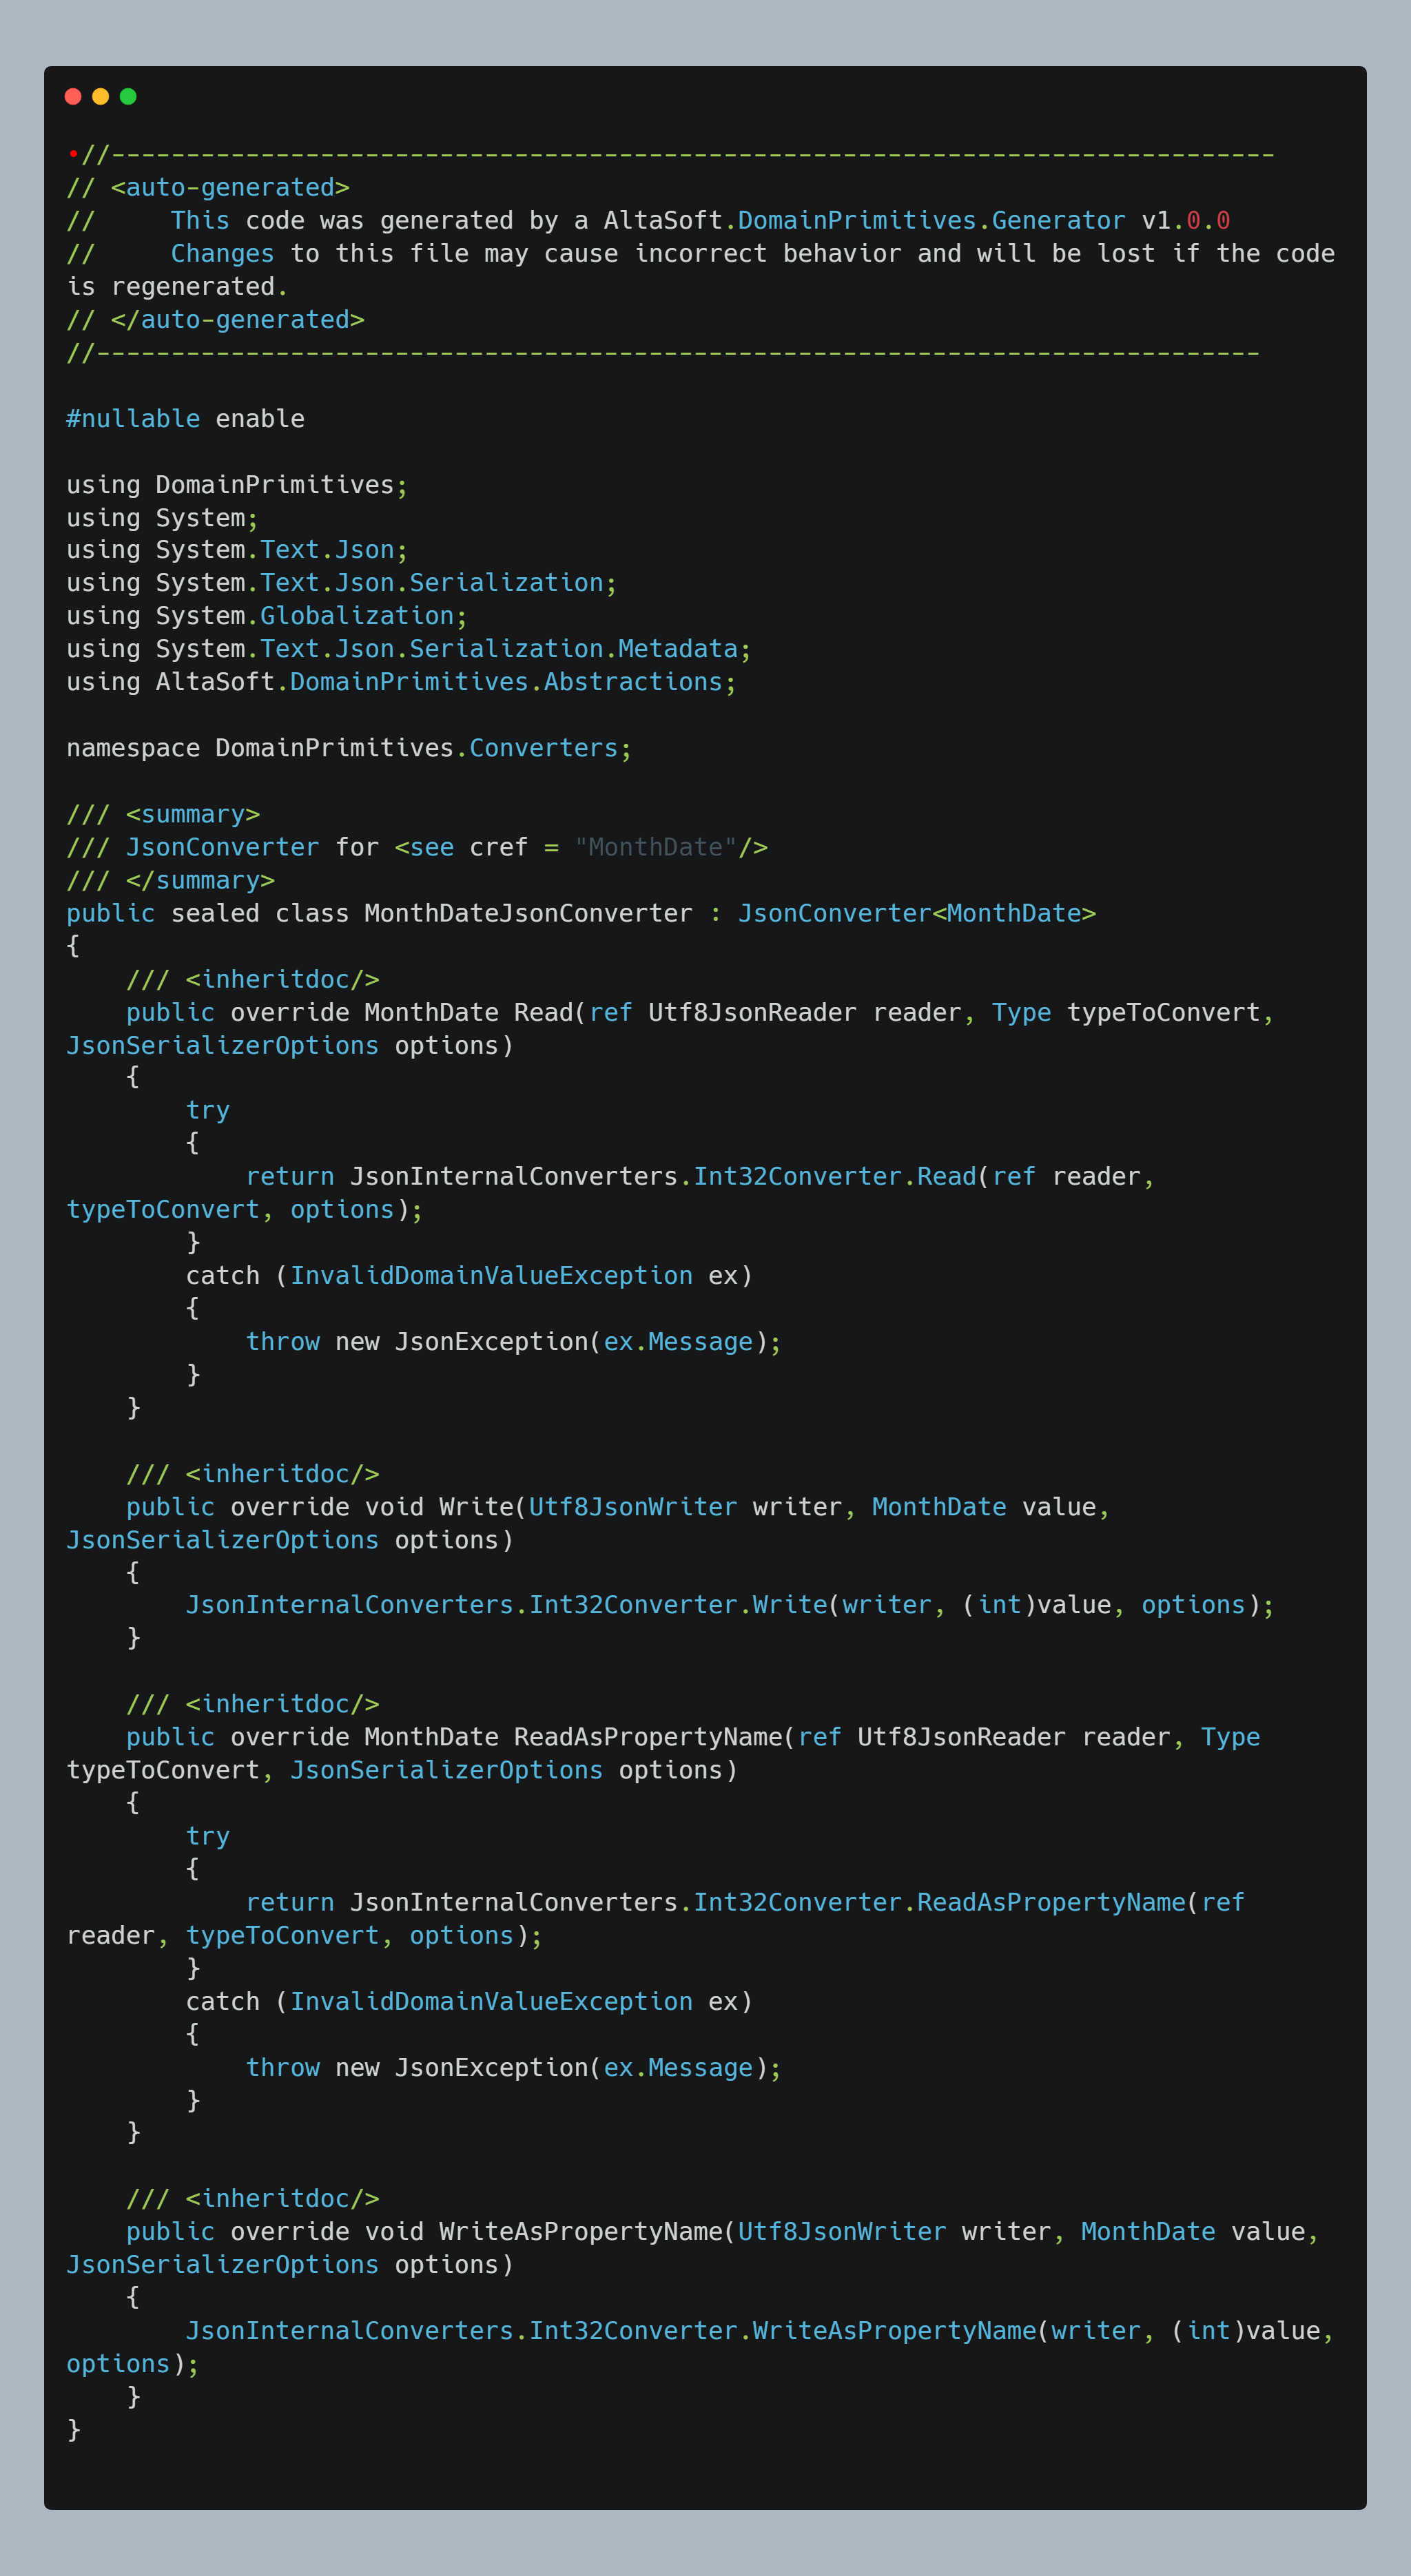 •//------------------------------------------------------------------------------
// <auto-generated>
//     This code was generated by a AltaSoft.DomainPrimitives.Generator v1.0.0
//     Changes to this file may cause incorrect behavior and will be lost if the code
is regenerated.
// </auto-generated>
//------------------------------------------------------------------------------

#nullable enable

using DomainPrimitives;
using System;
using System.Text.Json;
using System.Text.Json.Serialization;
using System.Globalization;
using System.Text.Json.Serialization.Metadata;
using AltaSoft.DomainPrimitives.Abstractions;

namespace DomainPrimitives.Converters;

/// <summary>
/// JsonConverter for <see cref = "MonthDate"/>
/// </summary>
public sealed class MonthDateJsonConverter : JsonConverter<MonthDate>
{
    /// <inheritdoc/>
    public override MonthDate Read(ref Utf8JsonReader reader, Type typeToConvert,
JsonSerializerOptions options)
    {
        try
        {
            return JsonInternalConverters.Int32Converter.Read(ref reader,
typeToConvert, options);
        }
        catch (InvalidDomainValueException ex)
        {
            throw new JsonException(ex.Message);
        }
    }

    /// <inheritdoc/>
    public override void Write(Utf8JsonWriter writer, MonthDate value,
JsonSerializerOptions options)
    {
        JsonInternalConverters.Int32Converter.Write(writer, (int)value, options);
    }

    /// <inheritdoc/>
    public override MonthDate ReadAsPropertyName(ref Utf8JsonReader reader, Type
typeToConvert, JsonSerializerOptions options)
    {
        try
        {
            return JsonInternalConverters.Int32Converter.ReadAsPropertyName(ref
reader, typeToConvert, options);
        }
        catch (InvalidDomainValueException ex)
        {
            throw new JsonException(ex.Message);
        }
    }

    /// <inheritdoc/>
    public override void WriteAsPropertyName(Utf8JsonWriter writer, MonthDate value,
JsonSerializerOptions options)
    {
        JsonInternalConverters.Int32Converter.WriteAsPropertyName(writer, (int)value,
options);
    }
}